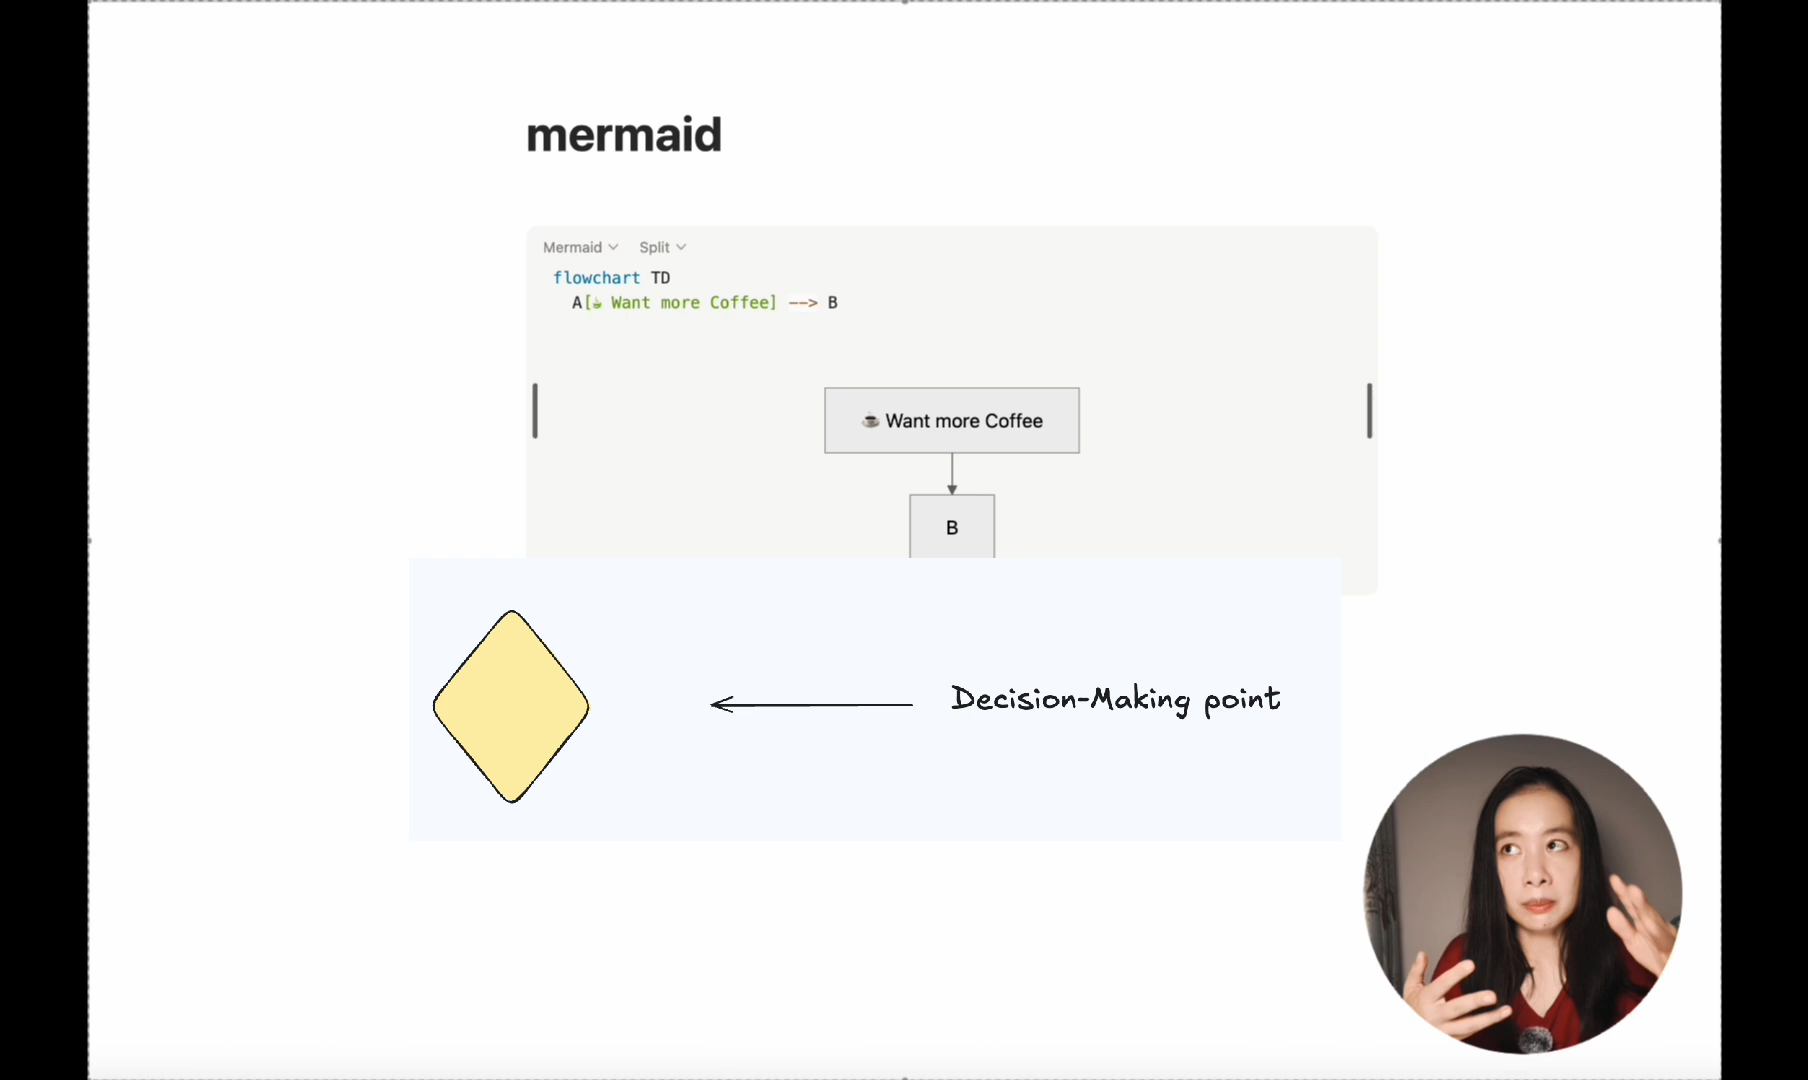 mermaid
Mermaid Split
flowchart TD
A[☕ Want more Coffee] --> B
☕ Want more Coffee
B
Decision-Making point